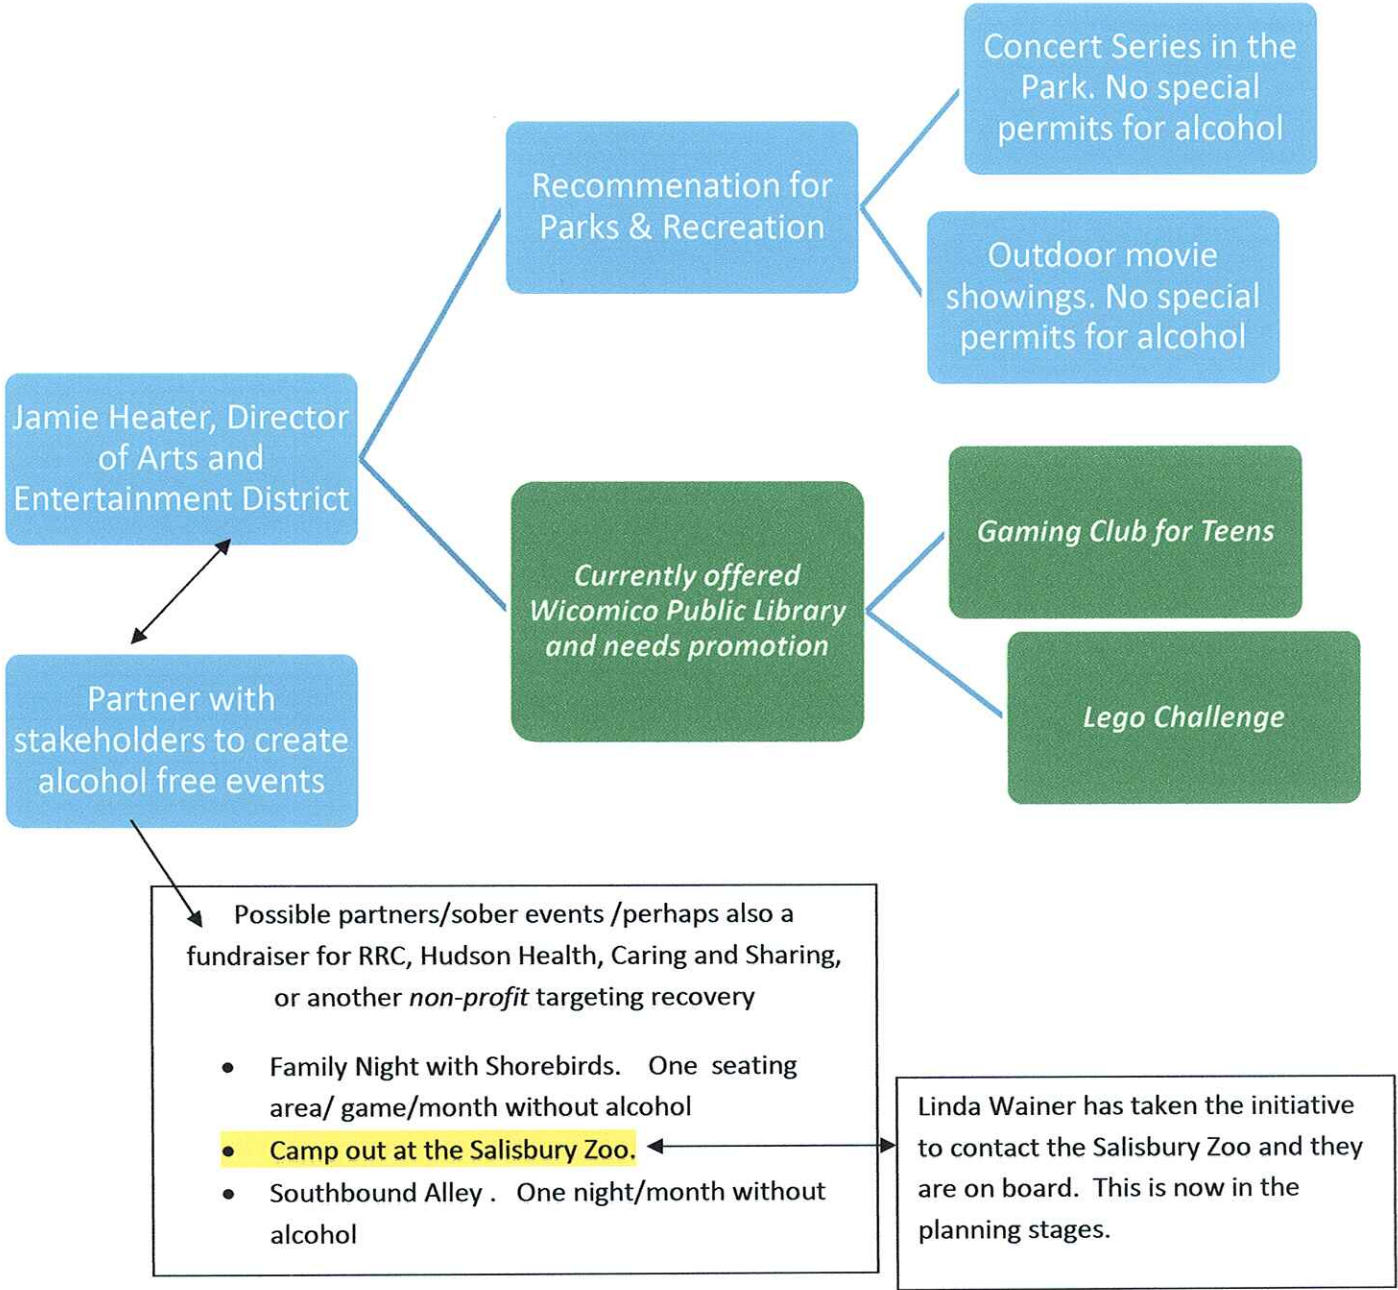 Concert Series in the
Park. No special
permits for alcohol
Recommenation for
Parks & Recreation
Outdoor movie
showings. No special
permits for alcohol
Jamie Heater, Director
of Arts and
Entertainment District
Currently offered
Wicomico Public Library
and needs promotion
Gaming Club for Teens
Lego Challenge
Partner with
stakeholders to create
alcohol free events
Possible partners/sober events /perhaps also a
fundraiser for RRC, Hudson Health, Caring and Sharing,
or another non-profit targeting recovery
• Family Night with Shorebirds. One seating
area/ game/month without alcohol
• Camp out at the Salisbury Zoo.
• Southbound Alley . One night/month without
alcohol
Linda Wainer has taken the initiative
to contact the Salisbury Zoo and they
are on board. This is now in the
planning stages.